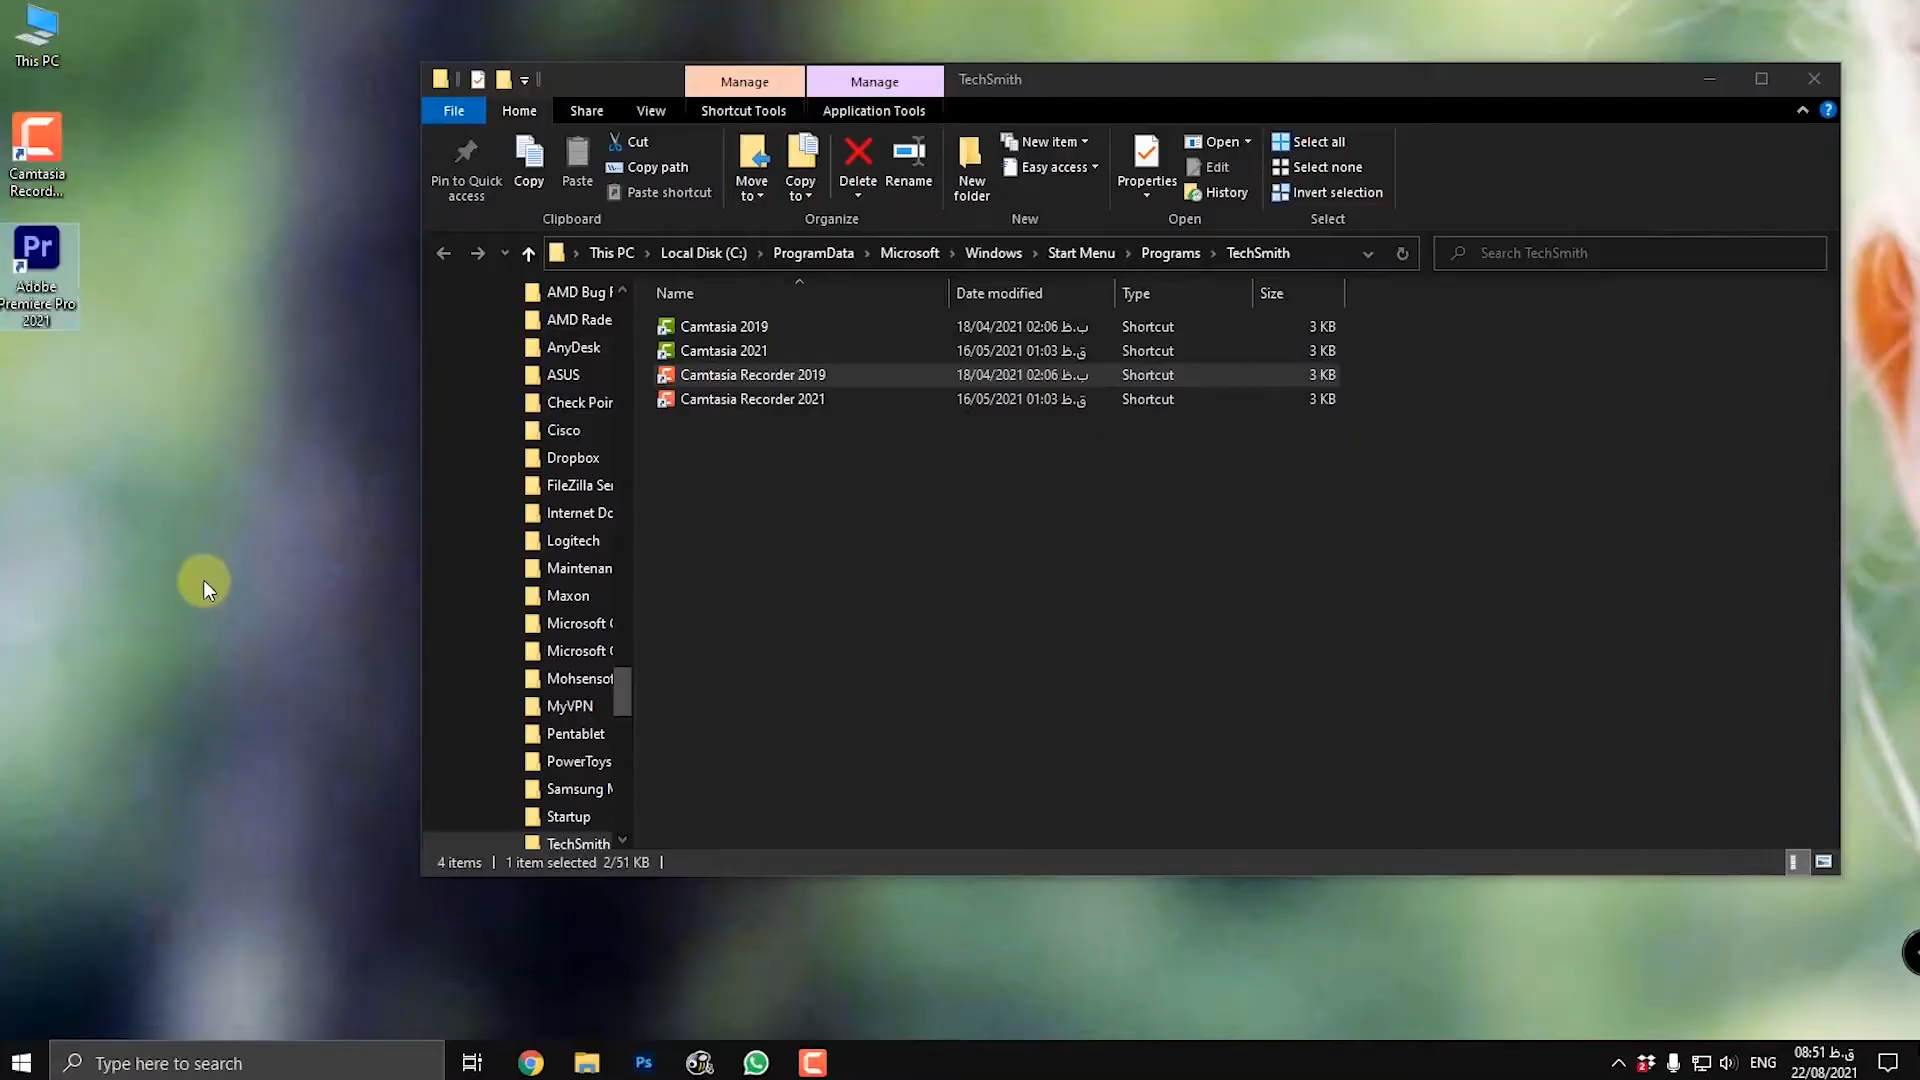 This PC
Camtasia
Record...
Pr
Adobe
Premiere Pro
2021
Manage
Manage
TechSmith
File
Home
Share
View
Shortcut Tools
Application Tools
Pin to Quick
access
Copy
Paste
Cut
Copy path
Paste shortcut
Clipboard
Move
to
Copy
to
Delete
Rename
Organize
New
folder
New item
Easy access
New
Properties
Open
Edit
History
Open
Select all
Select none
Invert selection
Select
This PC
Local Disk (C:)
ProgramData
Microsoft
Windows
Start Menu
Programs
TechSmith
Search TechSmith
Name
Date modified
Type
Size
Camtasia 2019
18/04/2021 02:06 ب.ظ
Shortcut
3 KB
Camtasia 2021
16/05/2021 01:03 ق.ظ
Shortcut
3 KB
Camtasia Recorder 2019
18/04/2021 02:06 ب.ظ
Shortcut
3 KB
Camtasia Recorder 2021
16/05/2021 01:03 ق.ظ
Shortcut
3 KB
AMD Bug F
AMD Rade
AnyDesk
ASUS
Check Poir
Cisco
Dropbox
FileZilla Ser
Internet Dc
Logitech
Maintenan
Maxon
Microsoft (
Microsoft (
Mohsensof
MyVPN
Pentablet
PowerToys
Samsung M
Startup
TechSmith
4 items
1 item selected 2/51 KB
Type here to search
Ps
2
ENG
08:51 ق.ظ
22/08/2021